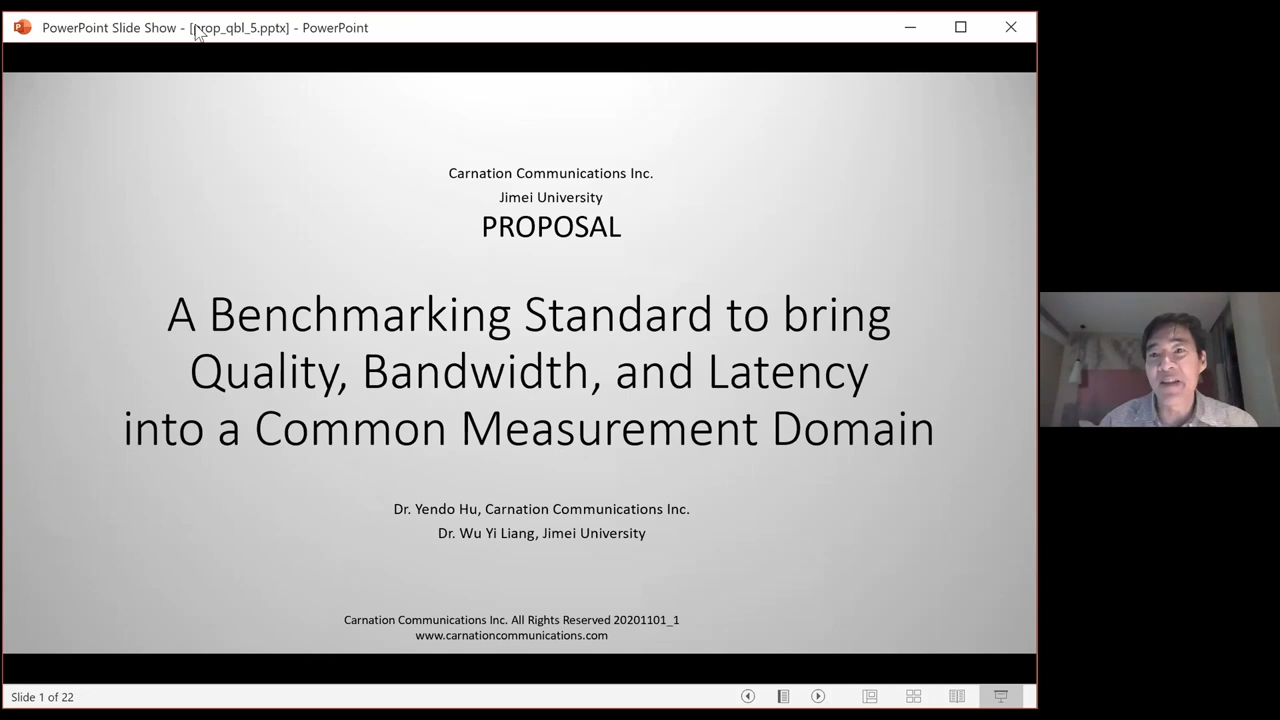 PowerPoint Slide Show - [prop_qbl_5.pptx] - PowerPoint
Carnation Communications Inc.
Jimei University
PROPOSAL
A Benchmarking Standard to bring
Quality, Bandwidth, and Latency
into a Common Measurement Domain
Dr. Yendo Hu, Carnation Communications Inc.
Dr. Wu Yi Liang, Jimei University
Carnation Communications Inc. All Rights Reserved 20201101_1
www.carnationcommunications.com
Slide 1 of 22